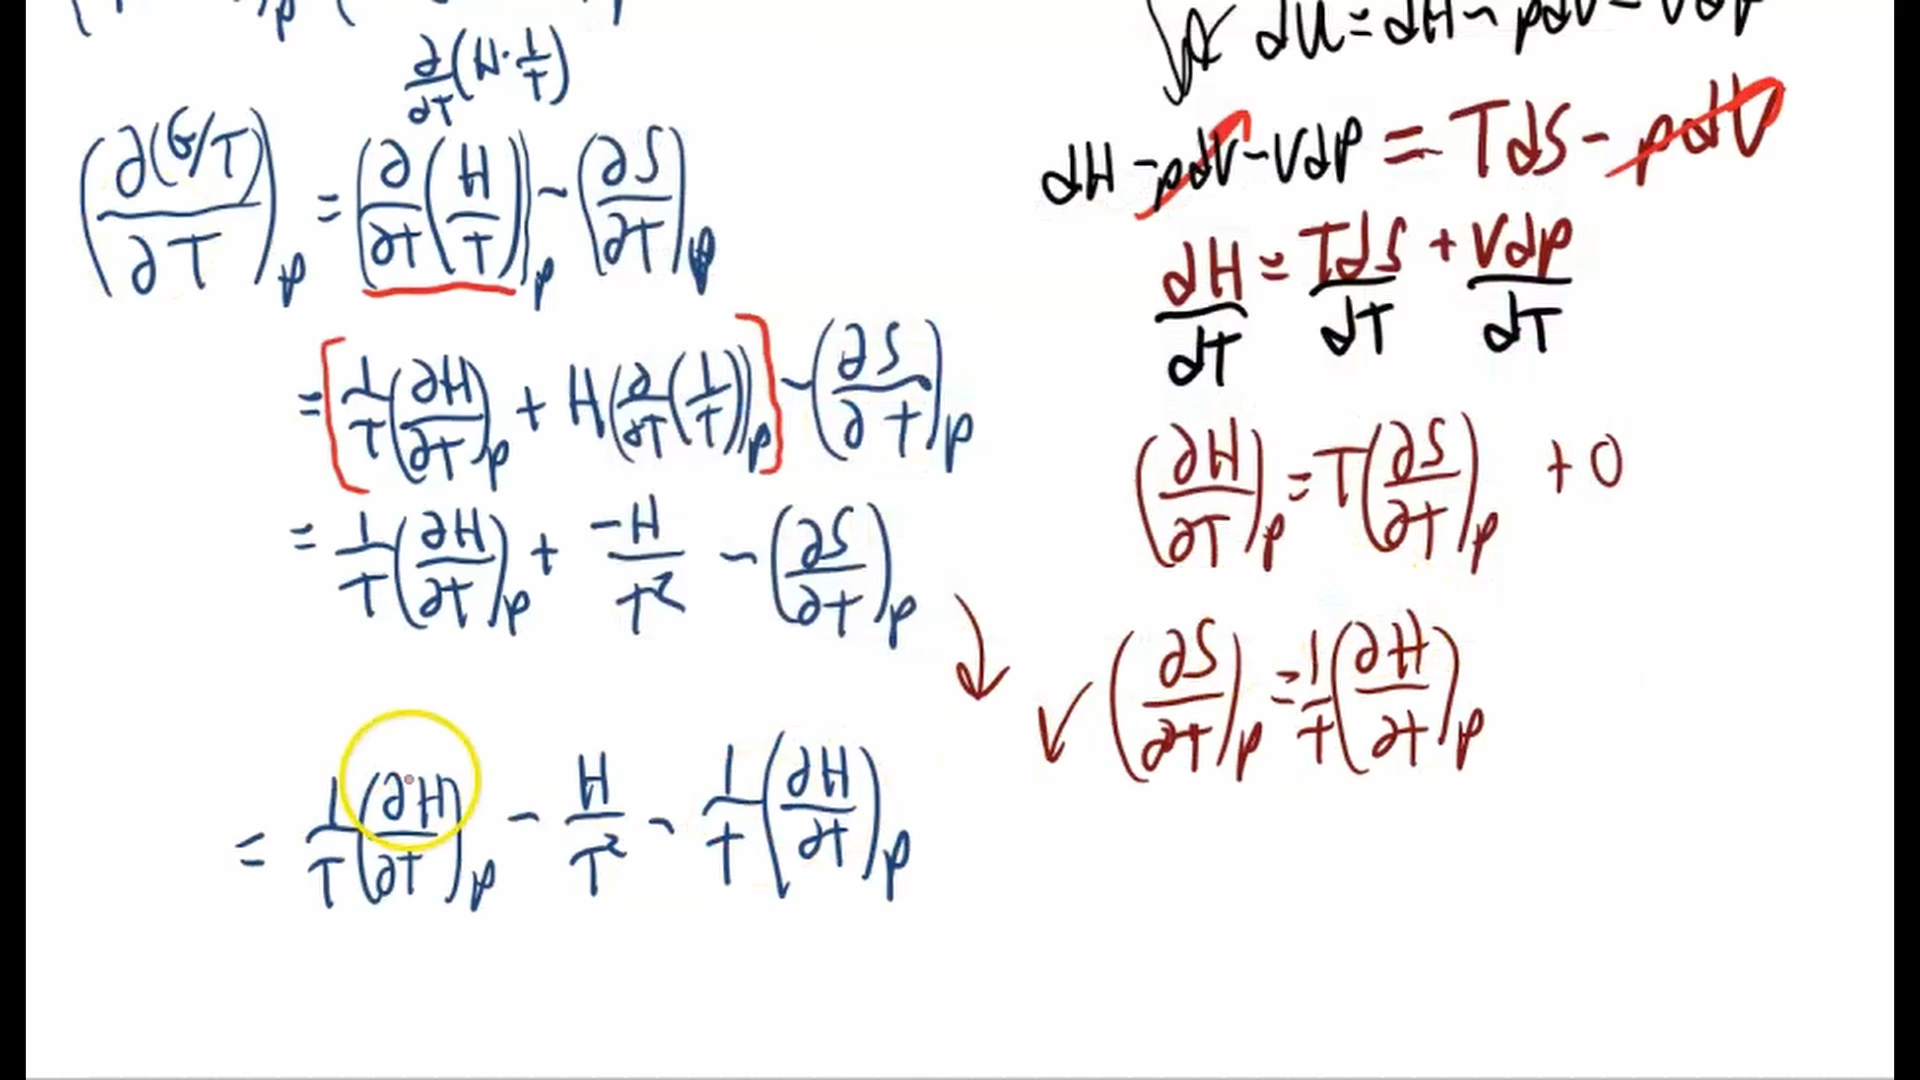 ∂/∂T (H · 1/T)
(∂(G/T)/∂T)_p = (∂/∂T (H/T))_p − (∂S/∂T)_p
= [1/T (∂H/∂T)_p + H (∂/∂T (1/T))_p] − (∂S/∂T)_p
= 1/T (∂H/∂T)_p + −H/T² − (∂S/∂T)_p
= 1/T (∂H/∂T)_p − H/T² − 1/T (∂H/∂T)_p
dU = dH − pdV − Vdp
dH − pdV − Vdp = TdS − pdV
dH/dT = TdS/dT + Vdp/dT
(∂H/∂T)_p = T (∂S/∂T)_p + 0
✓ (∂S/∂T)_p = 1/T (∂H/∂T)_p